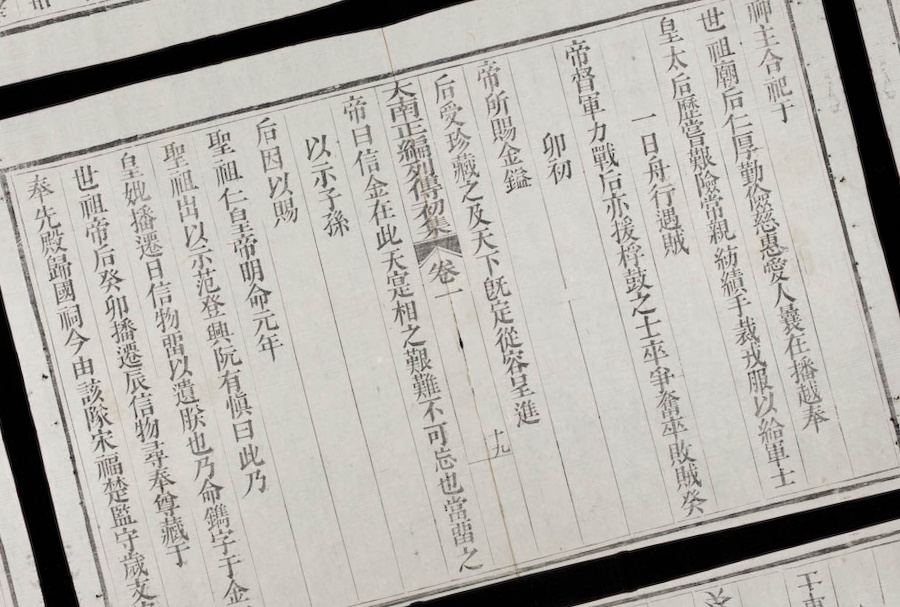 神主合祀于
世祖廟后仁厚勤儉慈惠愛人曩在播越奉
皇太后歷嘗艱險常親紡績手裁戎服以給軍士
一日舟行遇賊
帝督軍力戰后亦援桴鼓之士卒爭奮卒敗賊癸
卯初
帝所賜金鎰
后受珍藏之及天下旣定從容呈進
大南正編列傳初集 卷一 十九
帝曰信金在此天寔相之艱難不可忘也當畱之
以示子孫
后因以賜
聖祖仁皇帝明命元年
聖祖出以示范登興阮有愼曰此乃
皇妣播遷日信物畱以遺朕也乃命鐫字于金
世祖帝后癸卯播遷辰信物尋奉尊藏于
奉先殿歸國祠今由該隊宋福楚監守歲支